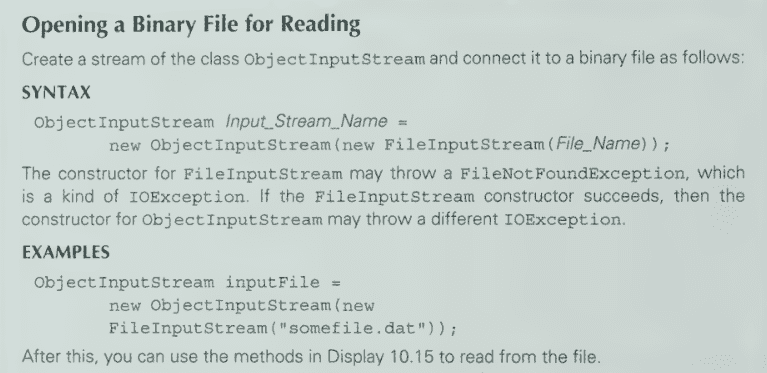 Opening a Binary File for Reading
Create a stream of the class ObjectInputStream and connect it to a binary file as follows:
SYNTAX
ObjectInputStream Input_Stream_Name =
new ObjectInputStream(new FileInputStream(File_Name));
The constructor for FileInputStream may throw a FileNotFoundException, which
is a kind of IOException. If the FileInputStream constructor succeeds, then the
constructor for ObjectInputStream may throw a different IOException.
EXAMPLES
ObjectInputStream inputFile =
new ObjectInputStream(new
FileInputStream("somefile.dat"));
After this, you can use the methods in Display 10.15 to read from the file.